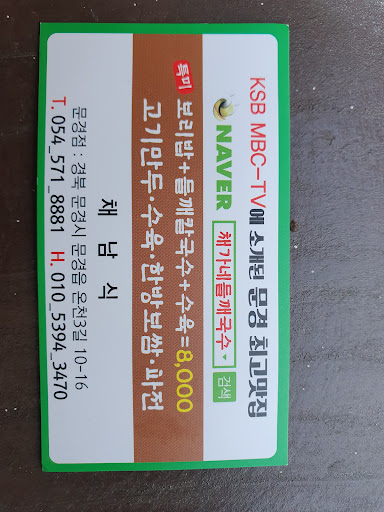 KSB MBC-TV에 소개된 문경 최고맛집
NAVER 채가네들깨국수 검색
특미 보리밥+들깨칼국수+수육=8,000
고기만두·수육·한방보쌈·파전
채 남 식
문경점 : 경북 문경시 문경읍 온천3길 10-16
T. 054_571_8881 H. 010_5394_3470